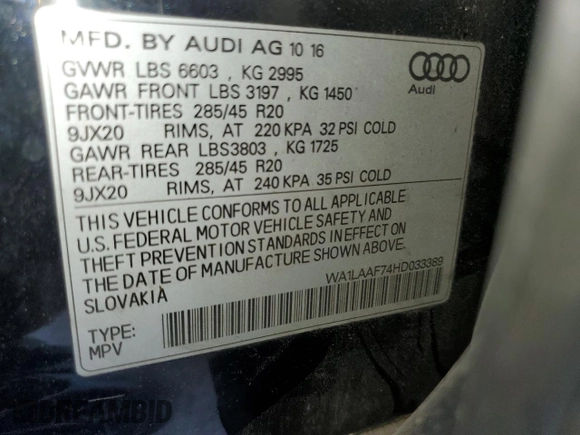 MFD. BY AUDI AG 10 16
GVWR LBS 6603 , KG 2995
GAWR FRONT LBS 3197 , KG 1450
FRONT-TIRES 285/45 R20
9JX20 RIMS, AT 220 KPA 32 PSI COLD
GAWR REAR LBS3803 , KG 1725
REAR-TIRES 285/45 R20
9JX20 RIMS, AT 240 KPA 35 PSI COLD
Audi
THIS VEHICLE CONFORMS TO ALL APPLICABLE
U.S. FEDERAL MOTOR VEHICLE SAFETY AND
THEFT PREVENTION STANDARDS IN EFFECT ON
THE DATE OF MANUFACTURE SHOWN ABOVE.
SLOVAKIA
WA1LAAF74HD033389
TYPE:
MPV